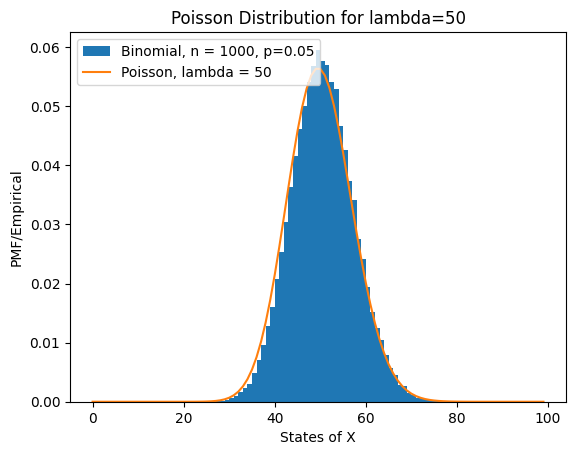 Poisson Distribution for lambda=50
Binomial, n = 1000, p=0.05
Poisson, lambda = 50
PMF/Empirical
0.06
0.05
0.04
0.03
0.02
0.01
0.00
0 20 40 60 80 100
States of X